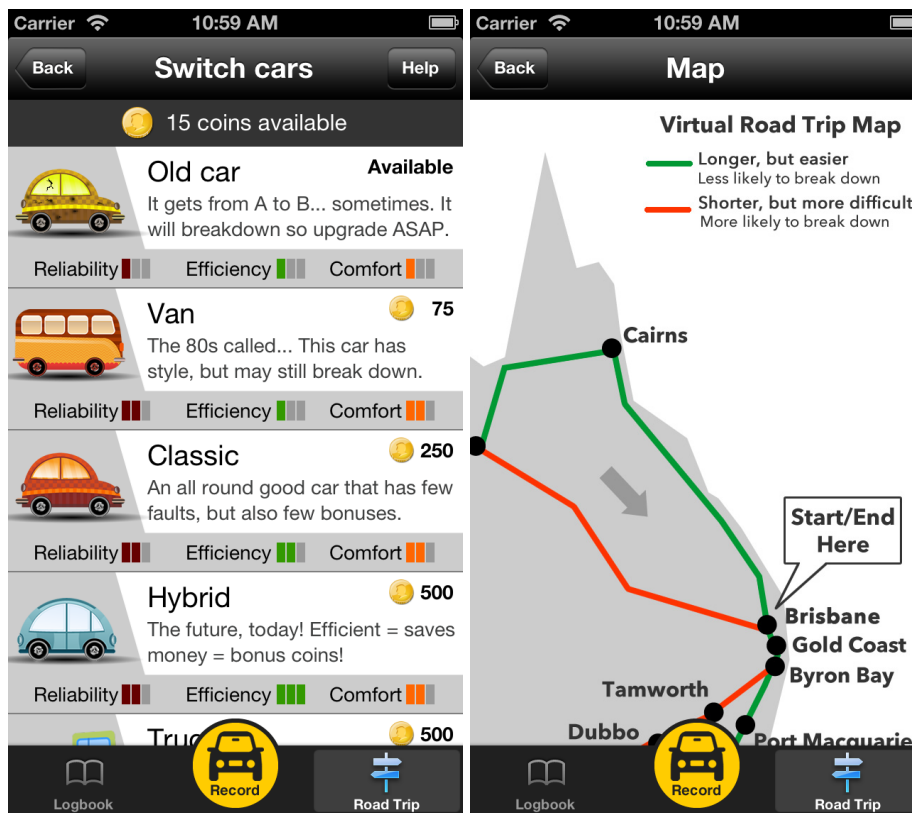 Carrier 10:59 AM
Back Switch cars Help
15 coins available
Old car Available
It gets from A to B... sometimes. It
will breakdown so upgrade ASAP.
Reliability Efficiency Comfort
Van 75
The 80s called... This car has
style, but may still break down.
Reliability Efficiency Comfort
Classic 250
An all round good car that has few
faults, but also few bonuses.
Reliability Efficiency Comfort
Hybrid 500
The future, today! Efficient = saves
money = bonus coins!
Reliability Efficiency Comfort
500
Logbook Record Road Trip
Carrier 10:59 AM
Back Map
Virtual Road Trip Map
Longer, but easier
Less likely to break down
Shorter, but more difficult
More likely to break down
Cairns
Start/End
Here
Brisbane
Gold Coast
Byron Bay
Tamworth
Dubbo
Port Macquarie
Logbook Record Road Trip